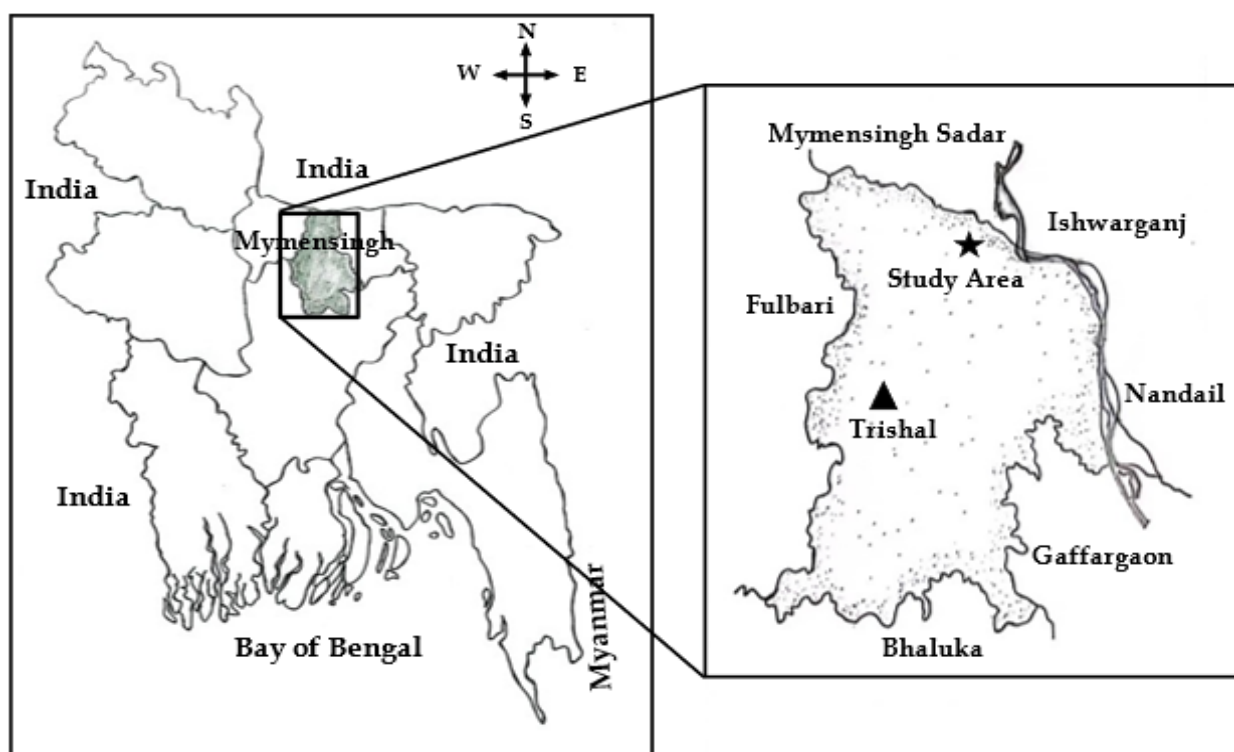 N
W E
S
India
India
Mymensingh
India
India
Bay of Bengal
Myanmar
Mymensingh Sadar
Ishwarganj
Study Area
Fulbari
Nandail
Trishal
Gaffargaon
Bhaluka